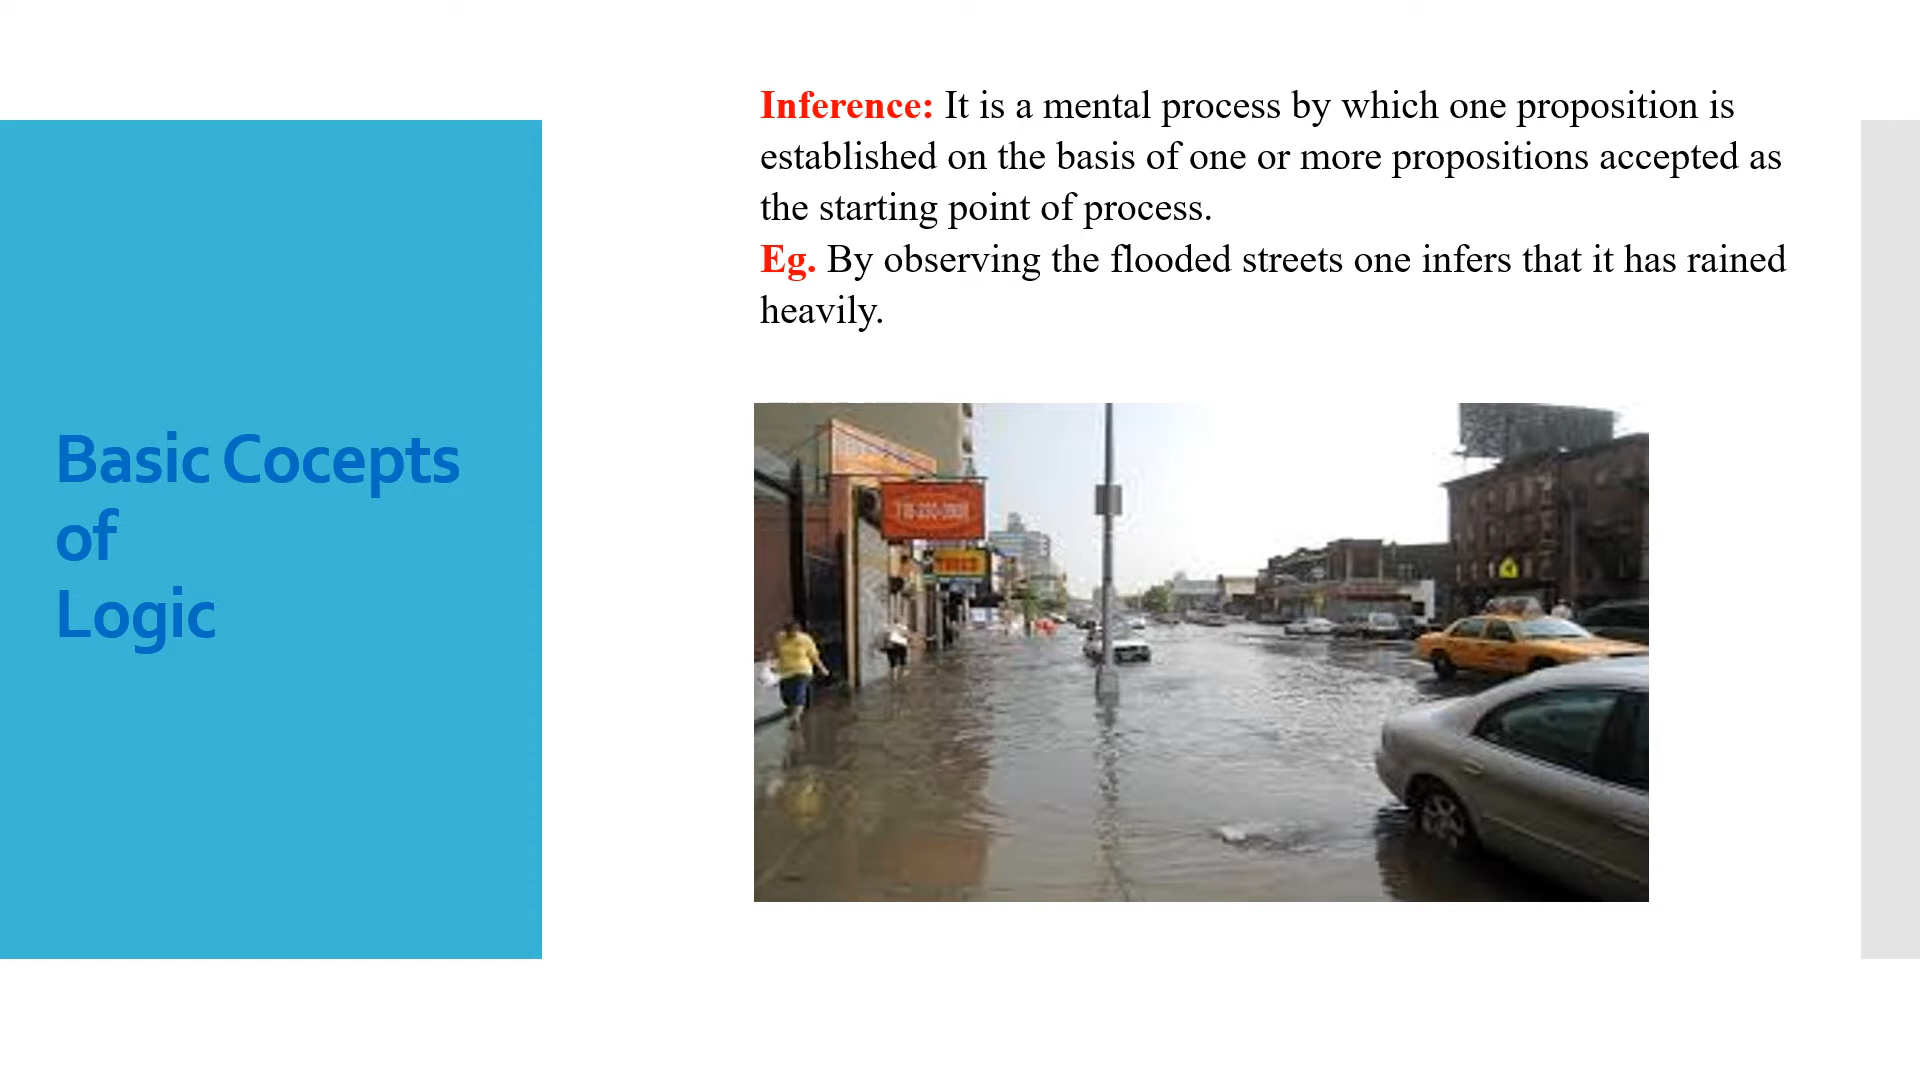 Inference: It is a mental process by which one proposition is
established on the basis of one or more propositions accepted as
the starting point of process.
Eg. By observing the flooded streets one infers that it has rained
heavily.
Basic Cocepts
of
Logic